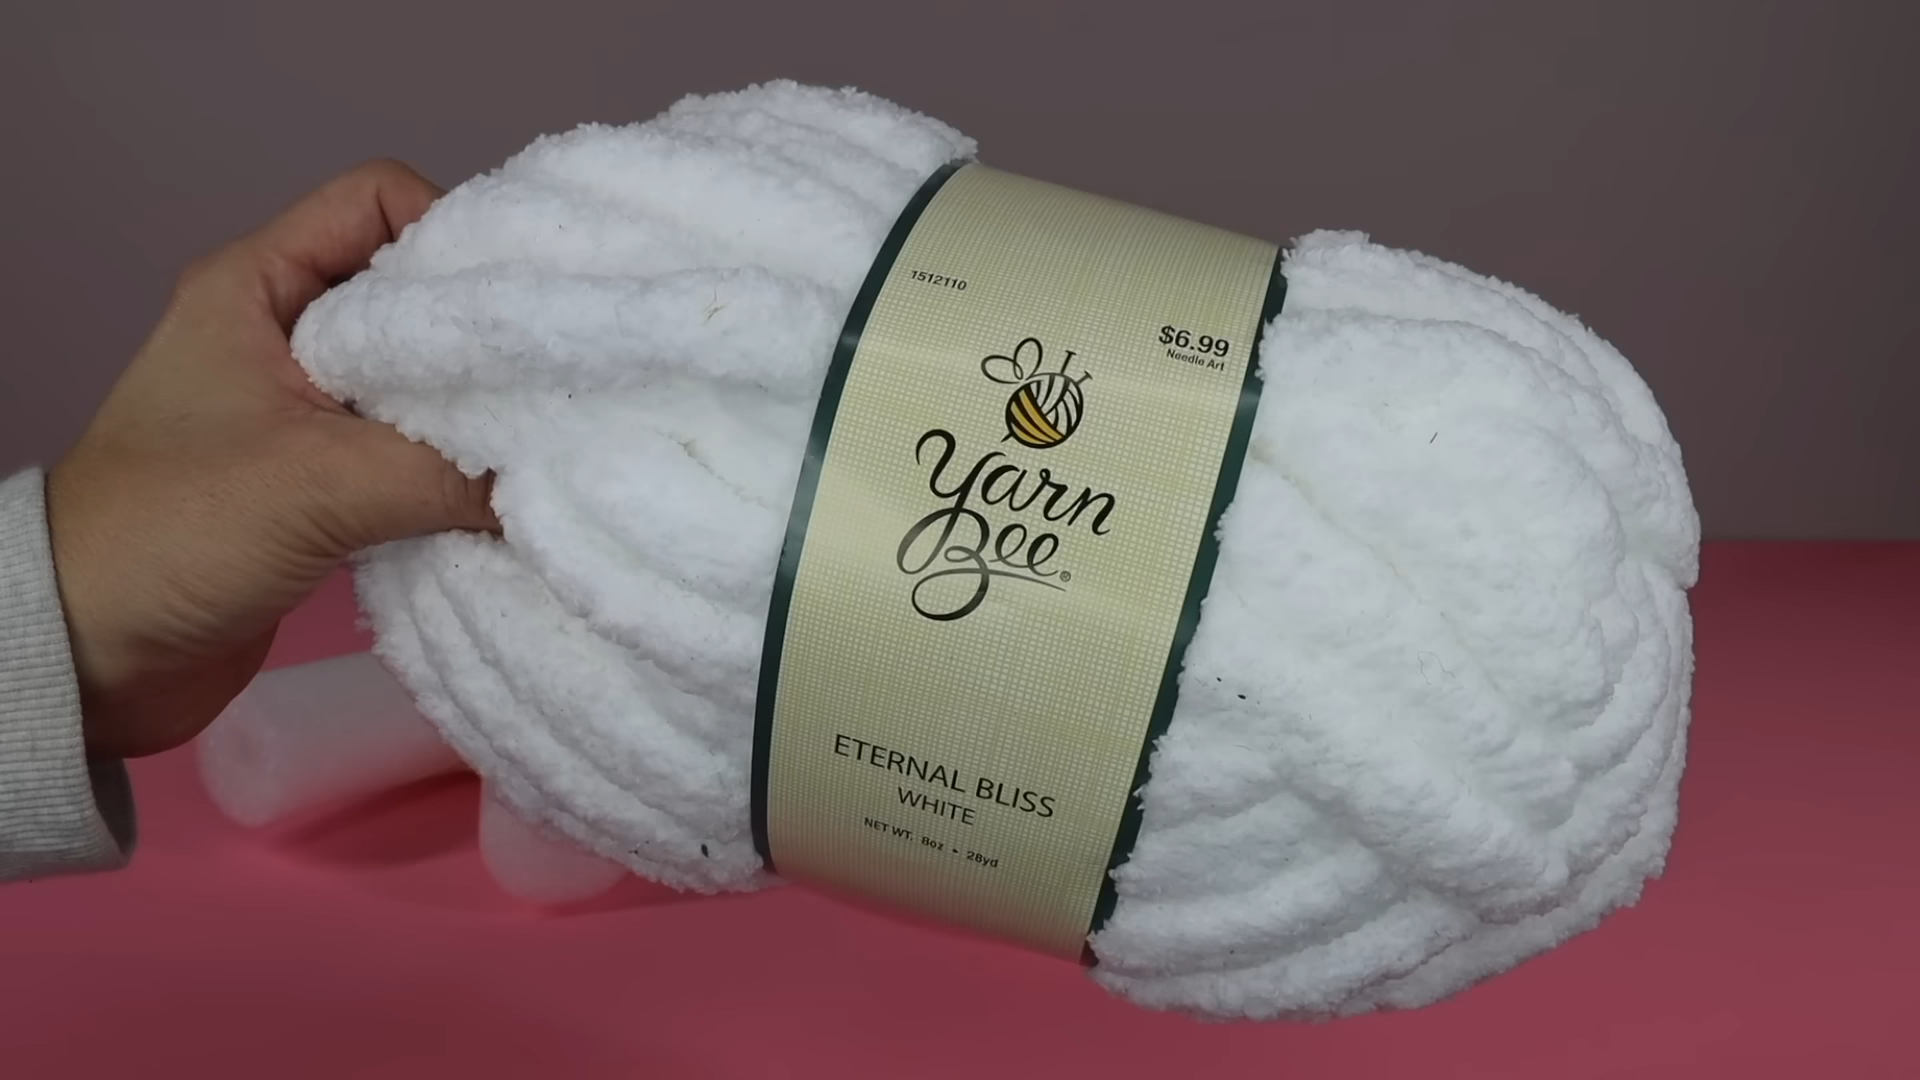 1512110
$6.99
Needle Art
Yarn
Bee®
ETERNAL BLISS
WHITE
NET WT. 8oz • 28yd